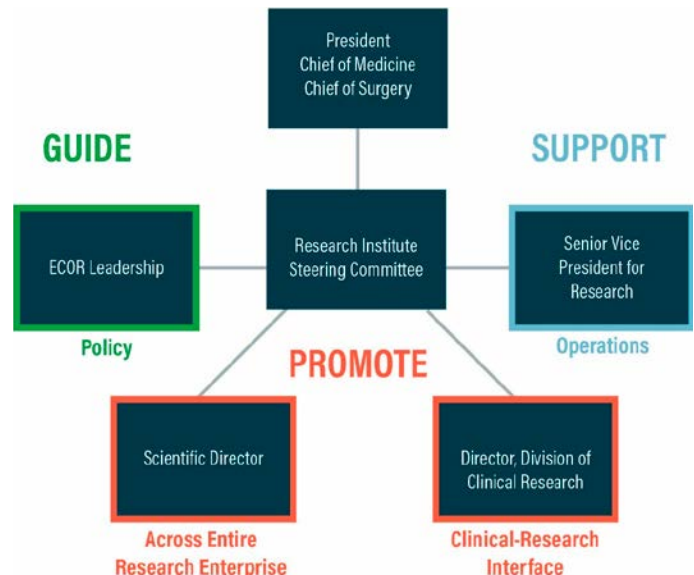 President
Chief of Medicine
Chief of Surgery
GUIDE
SUPPORT
ECOR Leadership
Research Institute
Steering Committee
Senior Vice
President for
Research
Policy
Operations
PROMOTE
Scientific Director
Director, Division of
Clinical Research
Across Entire
Research Enterprise
Clinical-Research
Interface